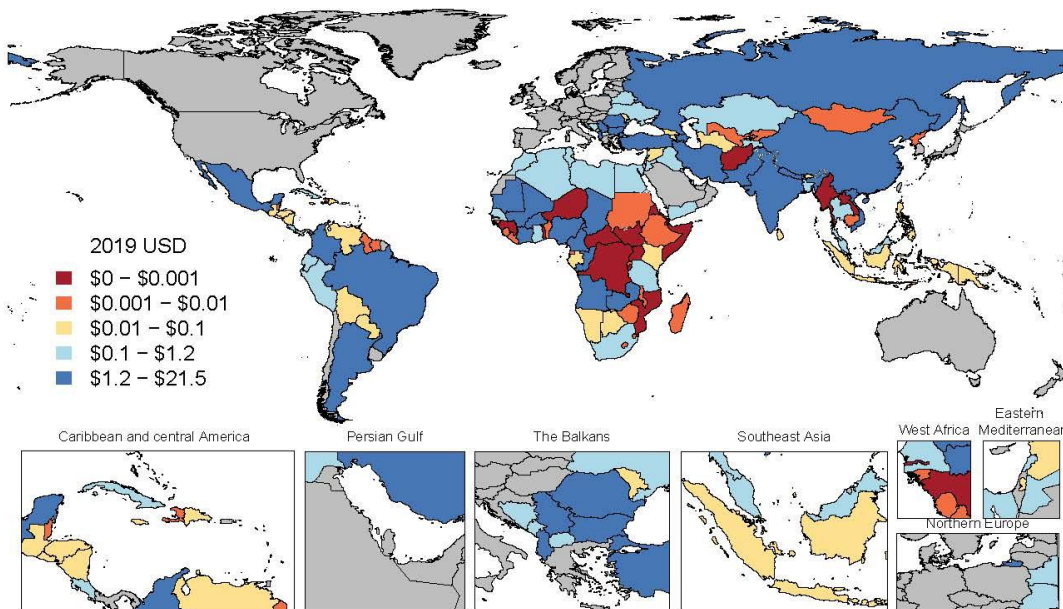 2019 USD
$0 – $0.001
$0.001 – $0.01
$0.01 – $0.1
$0.1 – $1.2
$1.2 – $21.5
Caribbean and central America
Persian Gulf
The Balkans
Southeast Asia
West Africa
Eastern
Mediterranean
Northern Europe